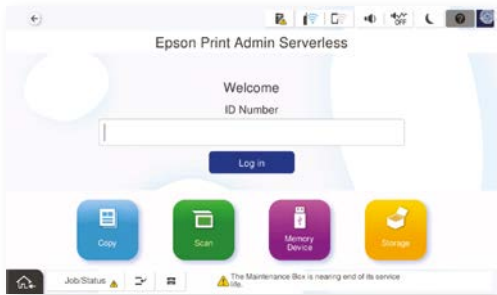 OFF
Epson Print Admin Serverless
Welcome
ID Number
Log in
Copy
Scan
Memory
Device
Storage
Job/Status
The Maintenance Box is nearing end of its service
life.